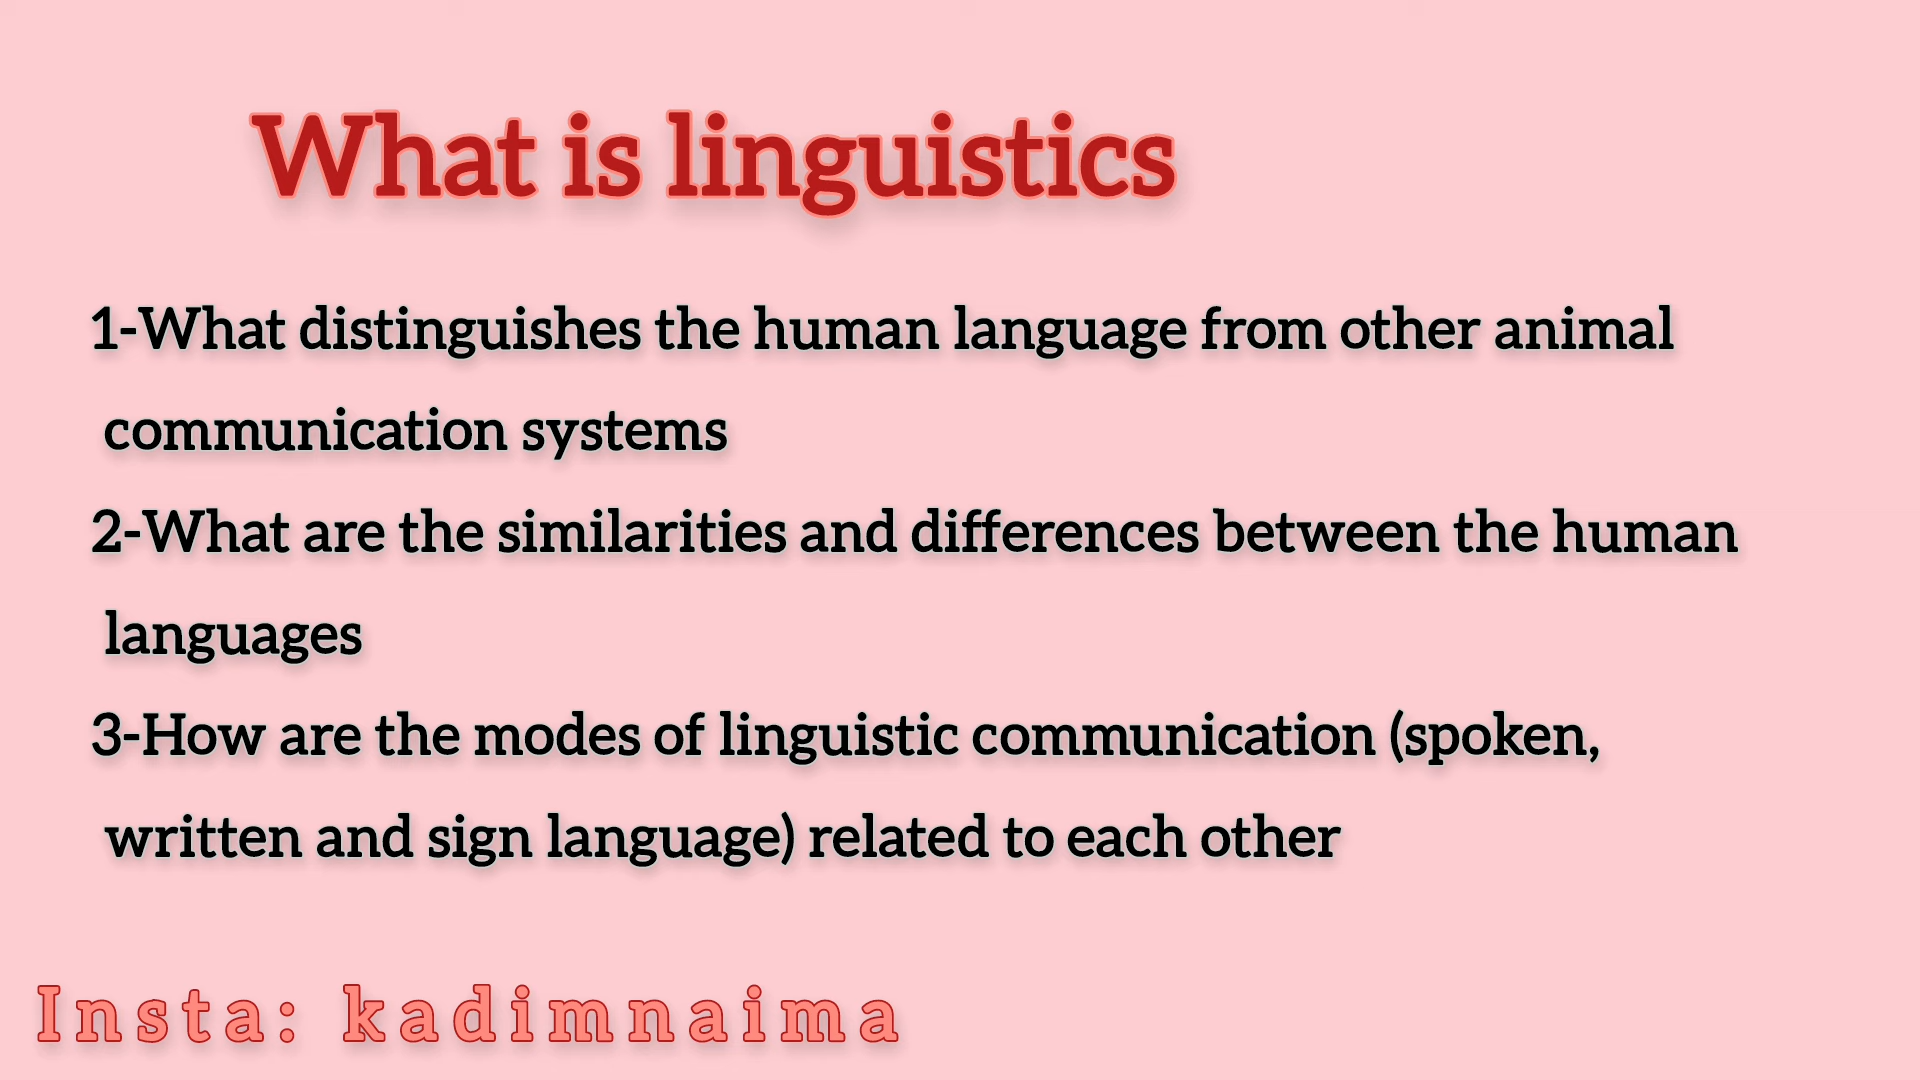 What is linguistics
1-What distinguishes the human language from other animal
communication systems
2-What are the similarities and differences between the human
languages
3-How are the modes of linguistic communication (spoken,
written and sign language) related to each other
Insta: kadimnaima